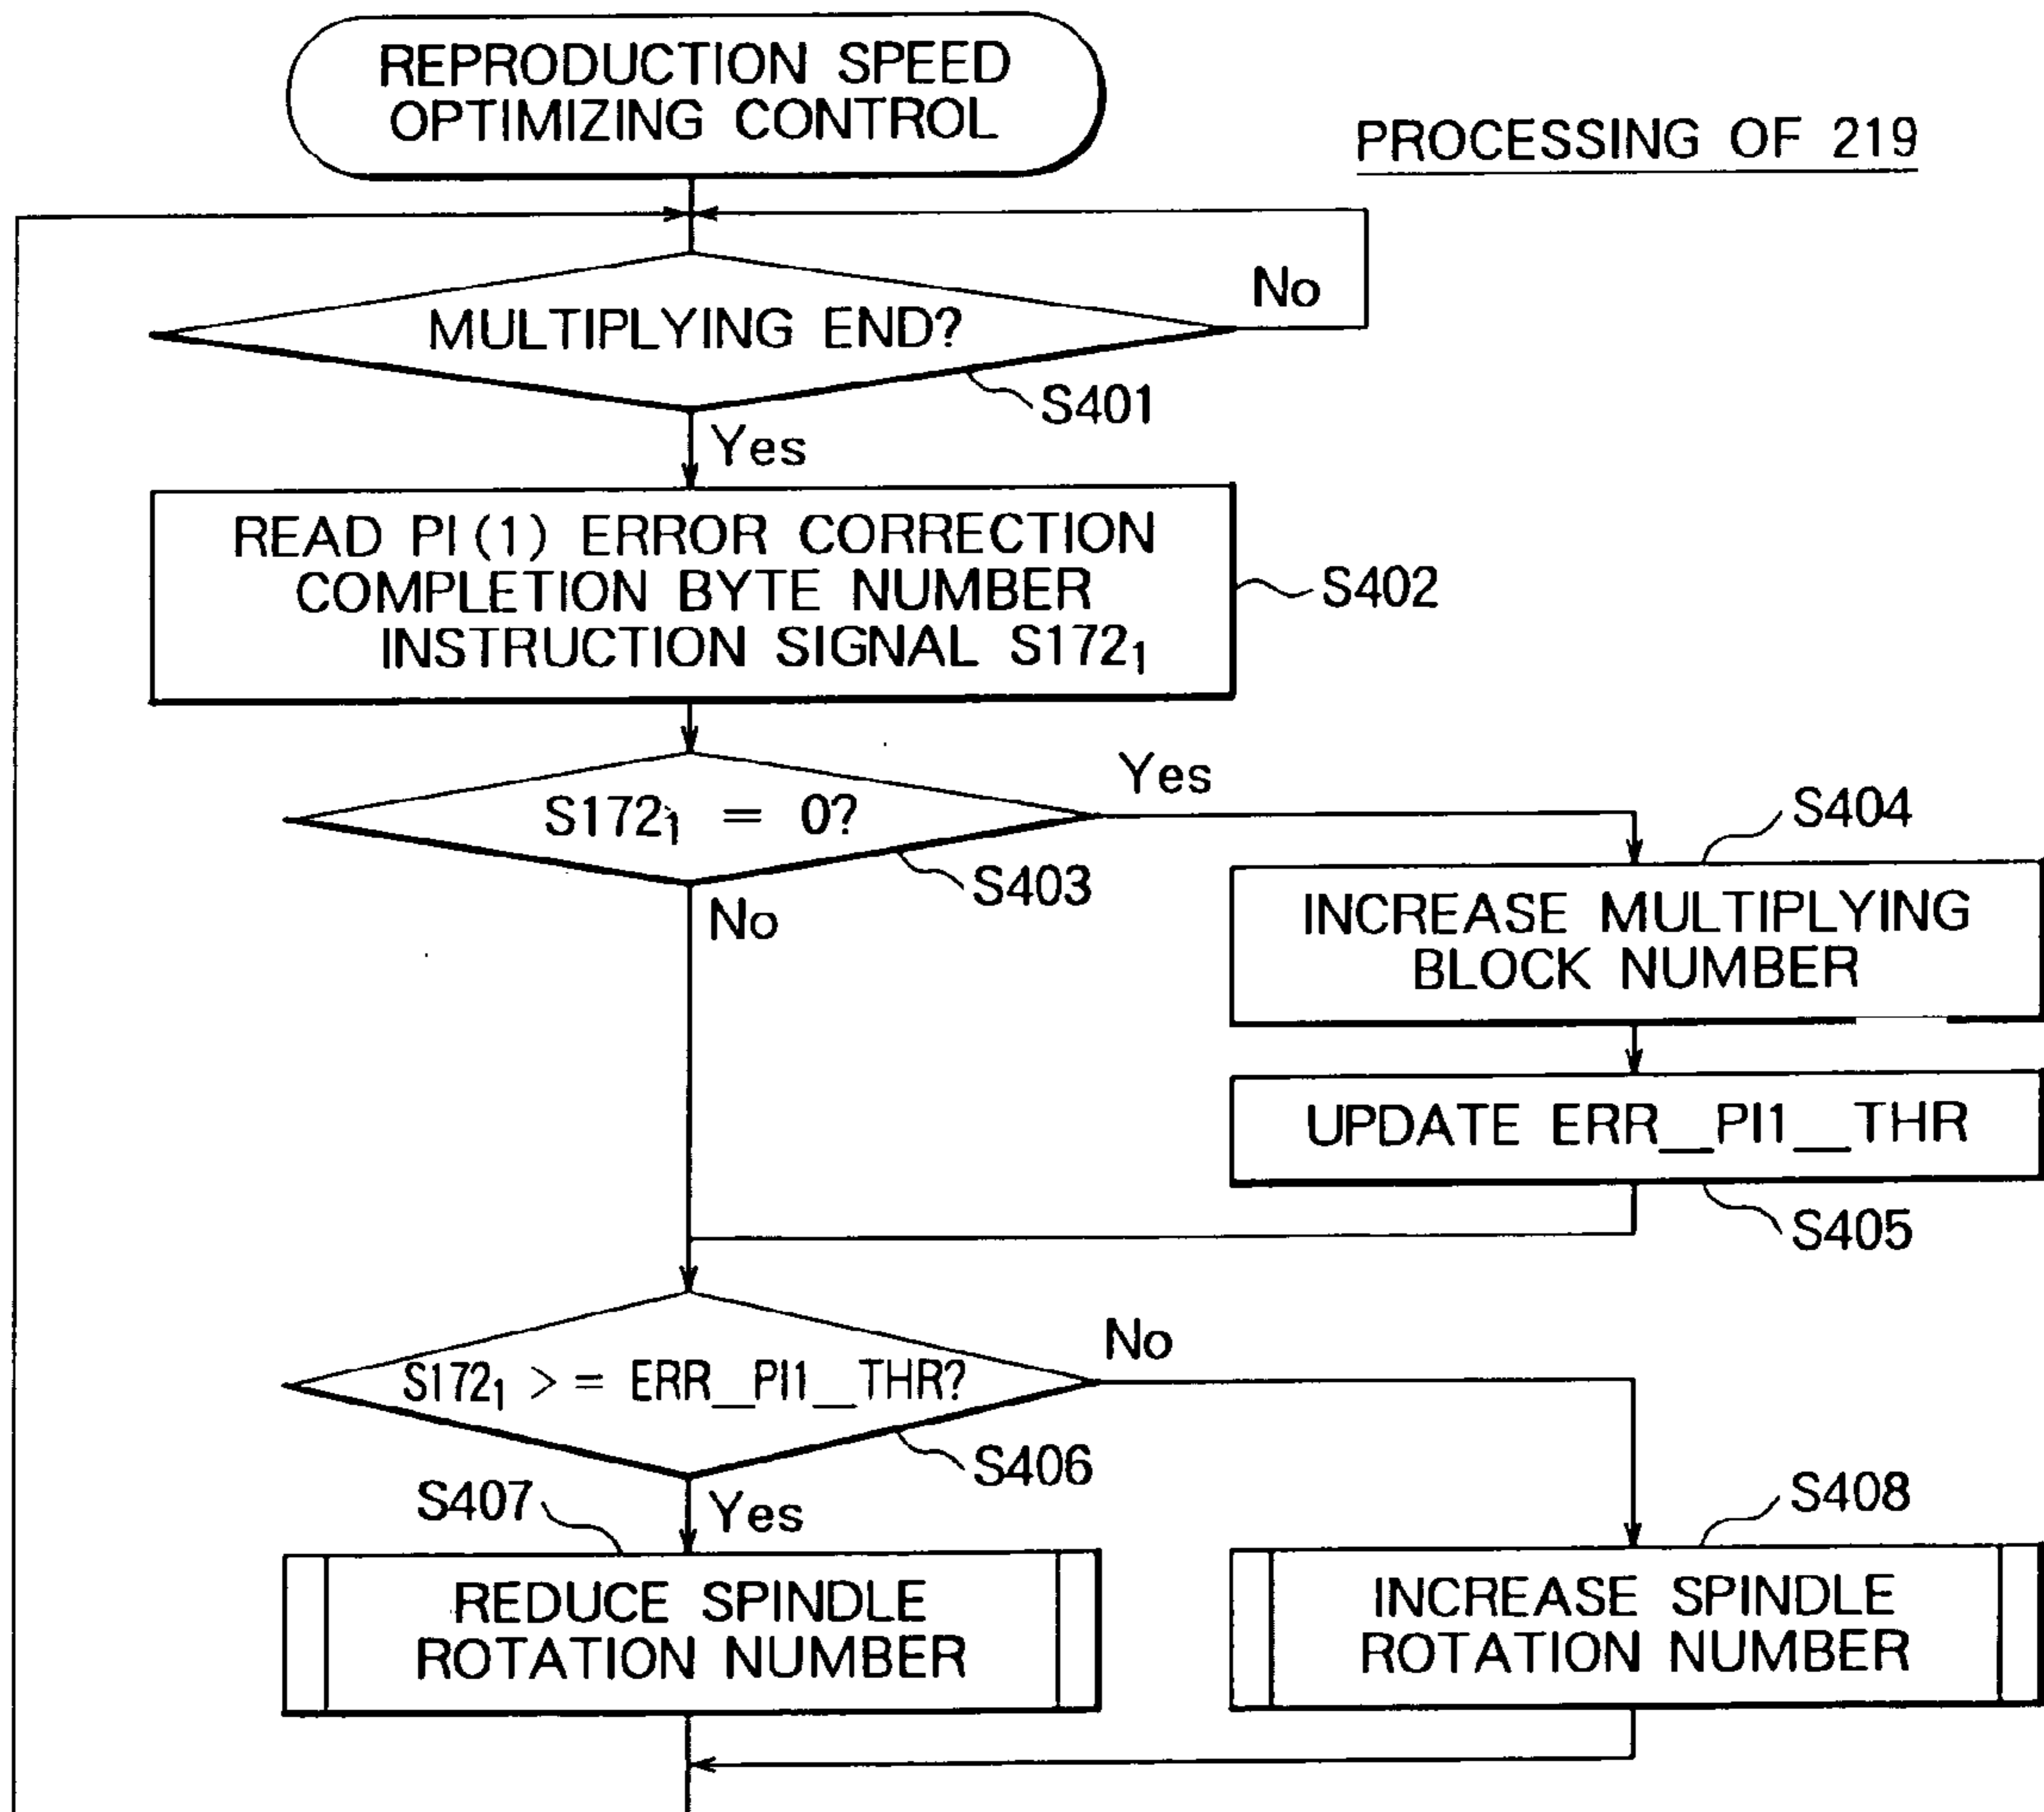 REPRODUCTION SPEED
OPTIMIZING CONTROL
PROCESSING OF 219
No
MULTIPLYING END?
S401
Yes
READ PI(1) ERROR CORRECTION
COMPLETION BYTE NUMBER
INSTRUCTION SIGNAL S172₁
S402
Yes
S172₁ = 0?
S403
No
S404
INCREASE MULTIPLYING
BLOCK NUMBER
UPDATE ERR__PI1__THR
S405
No
S172₁ >= ERR__PI1__THR?
S406
S407
Yes
S408
REDUCE SPINDLE
ROTATION NUMBER
INCREASE SPINDLE
ROTATION NUMBER